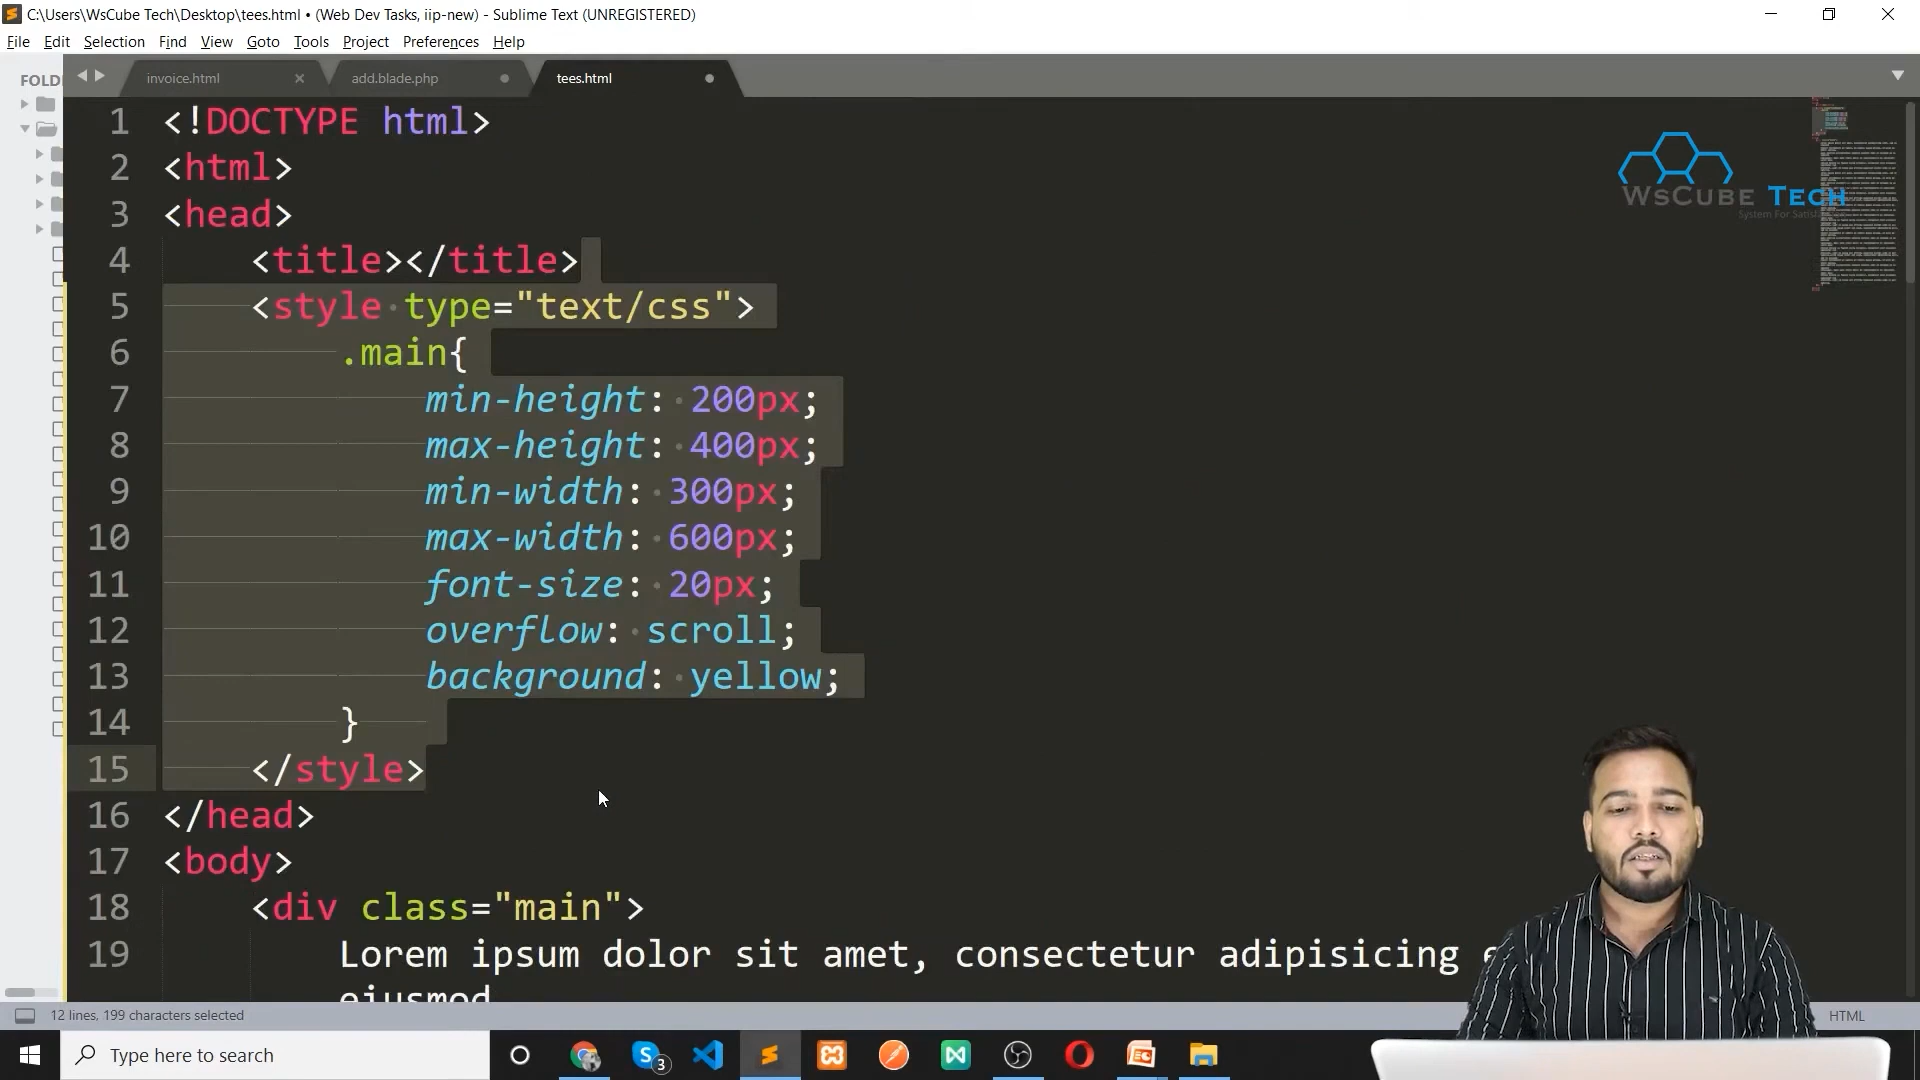 C:\Users\WsCube Tech\Desktop\tees.html • (Web Dev Tasks, iip-new) - Sublime Text (UNREGISTERED)
File Edit Selection Find View Goto Tools Project Preferences Help
FOLD
invoice.html add.blade.php tees.html
1 <!DOCTYPE html>
2 <html>
3 <head>
4 <title></title>
5 <style type="text/css">
6 .main{
7 min-height: 200px;
8 max-height: 400px;
9 min-width: 300px;
10 max-width: 600px;
11 font-size: 20px;
12 overflow: scroll;
13 background: yellow;
14 }
15 </style>
16 </head>
17 <body>
18 <div class="main">
19 Lorem ipsum dolor sit amet, consectetur adipisicing
eiusmod
WSCUBE TECH
System For
12 lines, 199 characters selected
HTML
Type here to search
3